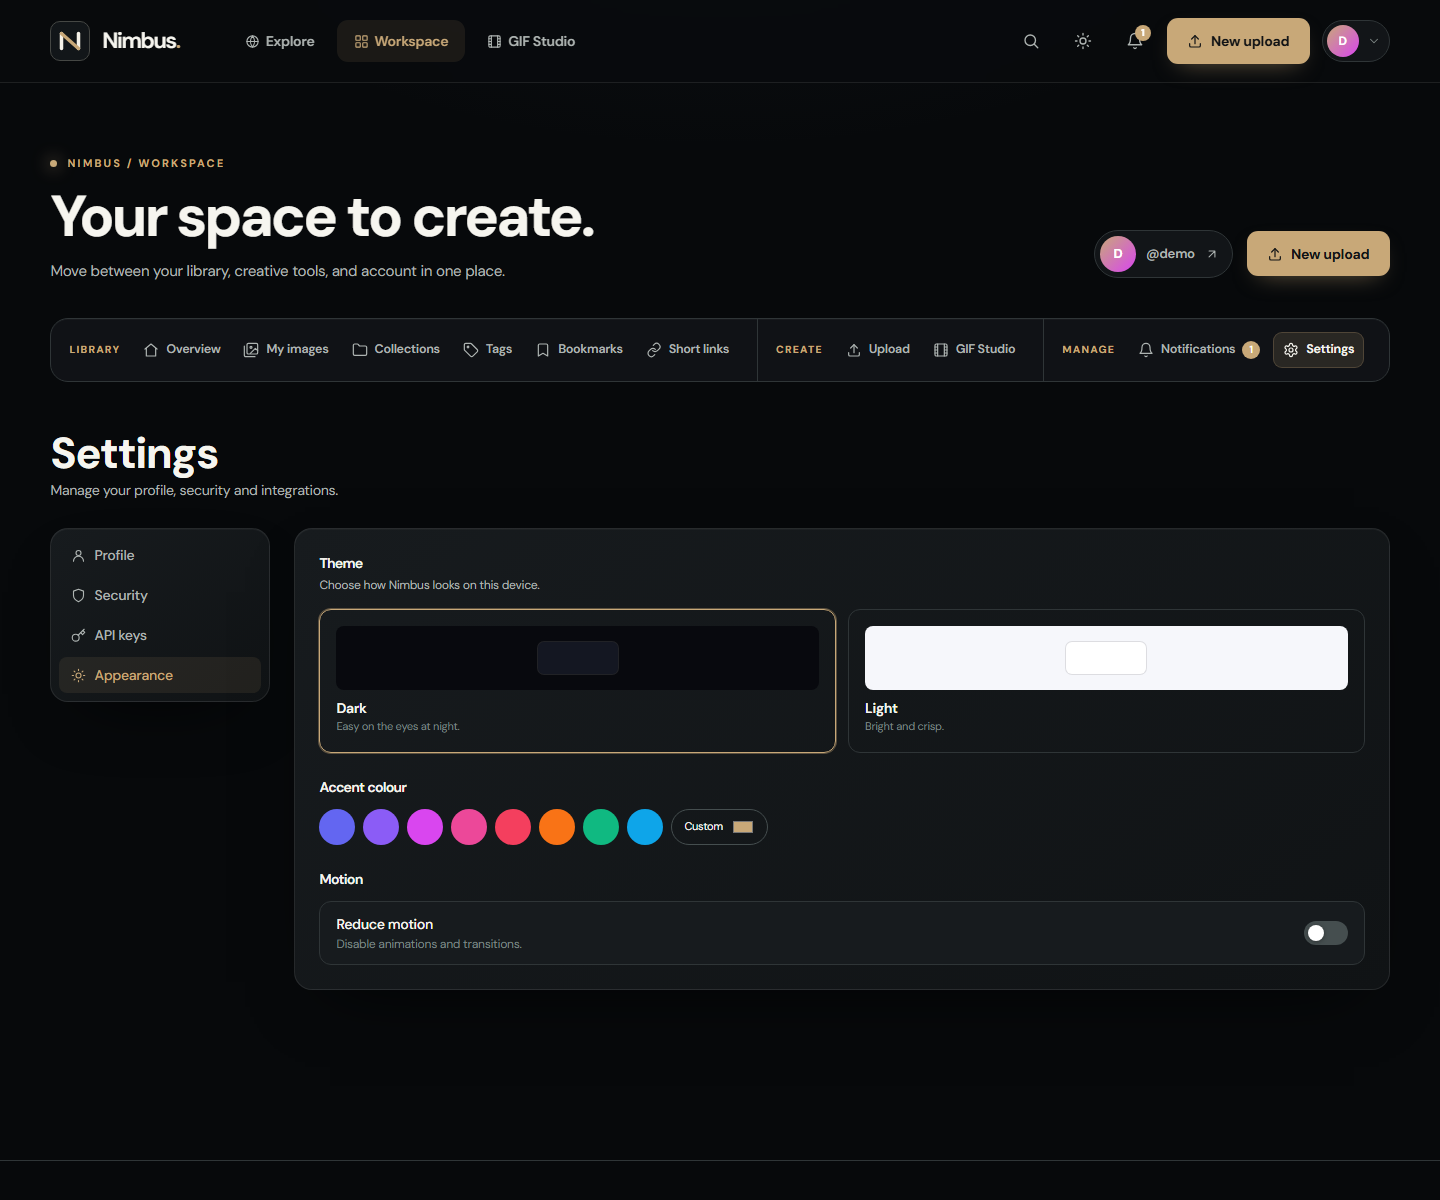 Nimbus.
Explore
Workspace
GIF Studio
1
New upload
D
NIMBUS / WORKSPACE
Your space to create.
Move between your library, creative tools, and account in one place.
D
@demo
New upload
LIBRARY
Overview
My images
Collections
Tags
Bookmarks
Short links
CREATE
Upload
GIF Studio
MANAGE
Notifications
1
Settings
Settings
Manage your profile, security and integrations.
Profile
Security
API keys
Appearance
Theme
Choose how Nimbus looks on this device.
Dark
Easy on the eyes at night.
Light
Bright and crisp.
Accent colour
Custom
Motion
Reduce motion
Disable animations and transitions.